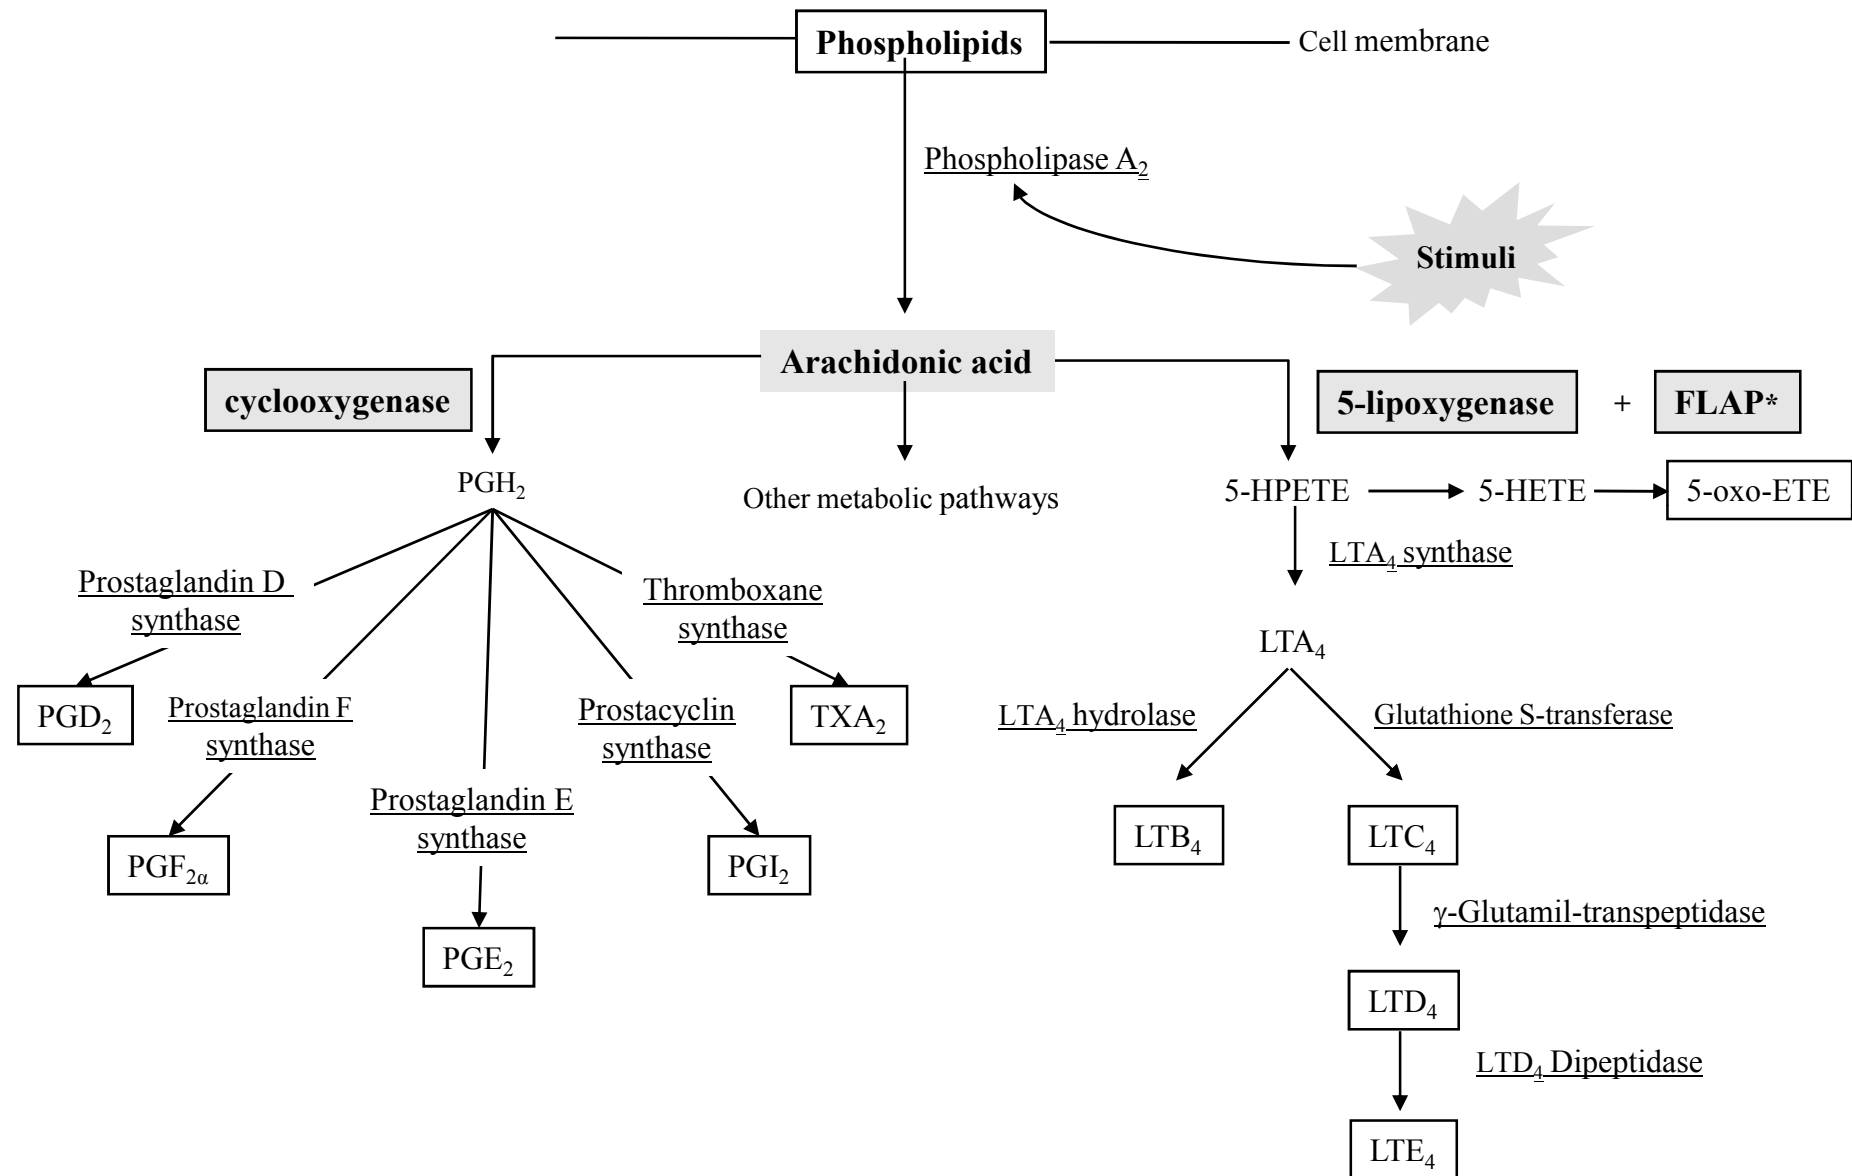 Phospholipids
Cell membrane
Phospholipase A₂
Stimuli
Arachidonic acid
cyclooxygenase
5-lipoxygenase + FLAP*
PGH₂
Other metabolic pathways
5-HPETE
5-HETE
5-oxo-ETE
LTA₄ synthase
Prostaglandin D
synthase
Thromboxane
synthase
LTA₄
PGD₂
Prostaglandin F
synthase
Prostacyclin
synthase
TXA₂
LTA₄ hydrolase
Glutathione S-transferase
Prostaglandin E
synthase
PGF₂α
PGI₂
LTB₄
LTC₄
γ-Glutamil-transpeptidase
PGE₂
LTD₄
LTD₄ Dipeptidase
LTE₄